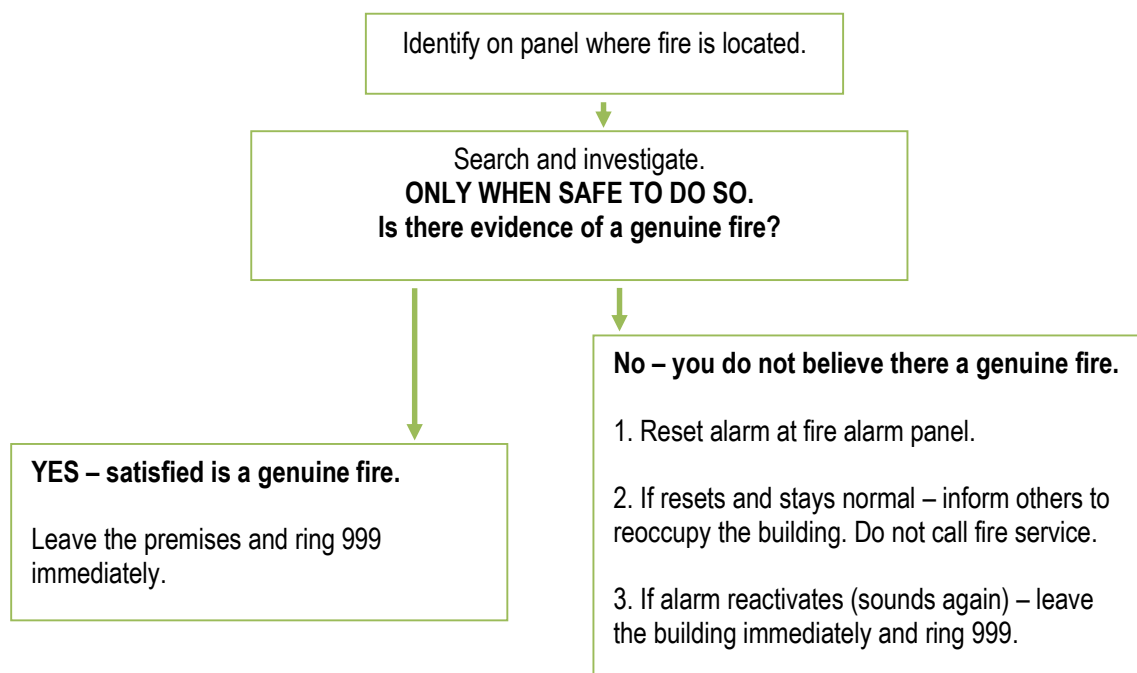 Identify on panel where fire is located.
Search and investigate.
ONLY WHEN SAFE TO DO SO.
Is there evidence of a genuine fire?
YES – satisfied is a genuine fire.
Leave the premises and ring 999
immediately.
No – you do not believe there a genuine fire.
1. Reset alarm at fire alarm panel.
2. If resets and stays normal – inform others to
reoccupy the building. Do not call fire service.
3. If alarm reactivates (sounds again) – leave
the building immediately and ring 999.